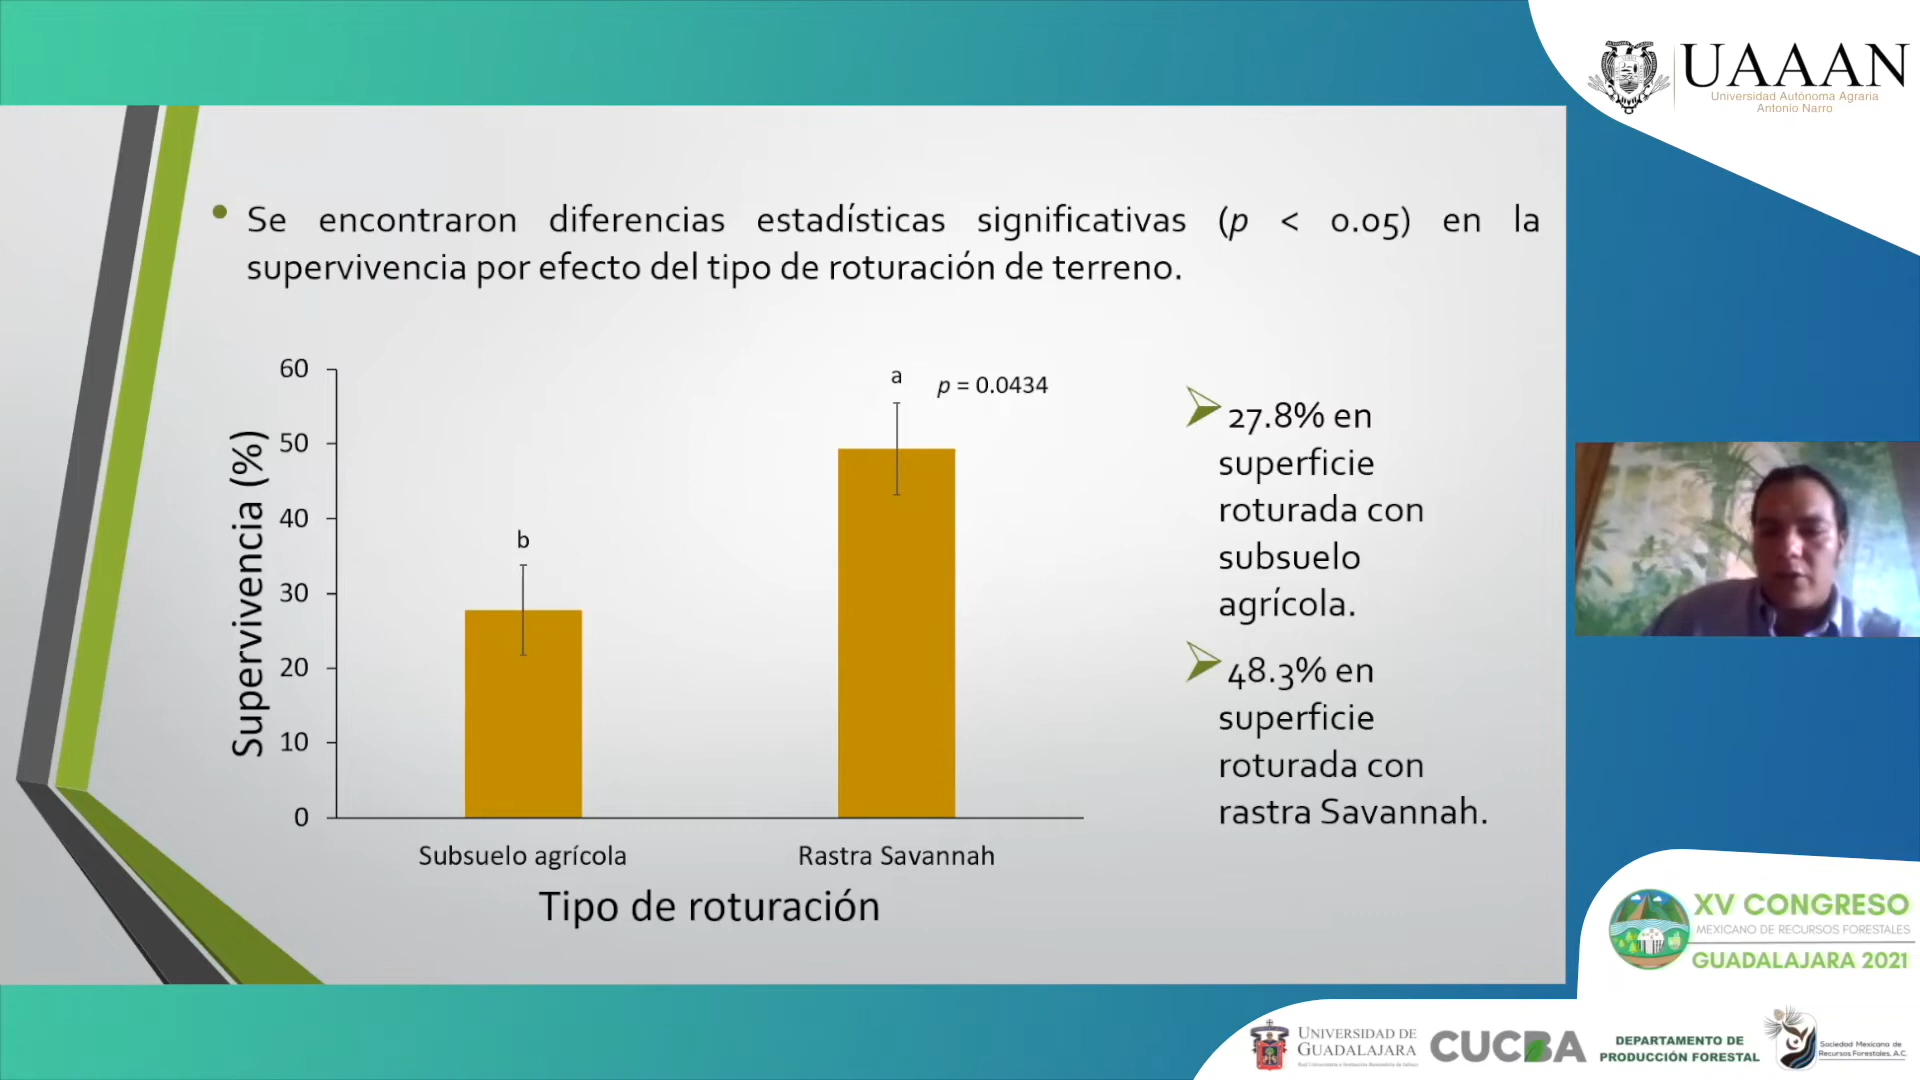 UAAAN
Universidad Autónoma Agraria
Antonio Narro
• Se encontraron diferencias estadísticas significativas (p < 0.05) en la
supervivencia por efecto del tipo de roturación de terreno.
Supervivencia (%)
60
50
40
30
20
10
0
b
a
p = 0.0434
Subsuelo agrícola
Rastra Savannah
Tipo de roturación
27.8% en
superficie
roturada con
subsuelo
agrícola.
48.3% en
superficie
roturada con
rastra Savannah.
XV CONGRESO
MEXICANO DE RECURSOS FORESTALES
GUADALAJARA 2021
UNIVERSIDAD DE
GUADALAJARA
CUCBA
DEPARTAMENTO DE
PRODUCCIÓN FORESTAL
Sociedad Mexicana de
Recursos Forestales, A.C.